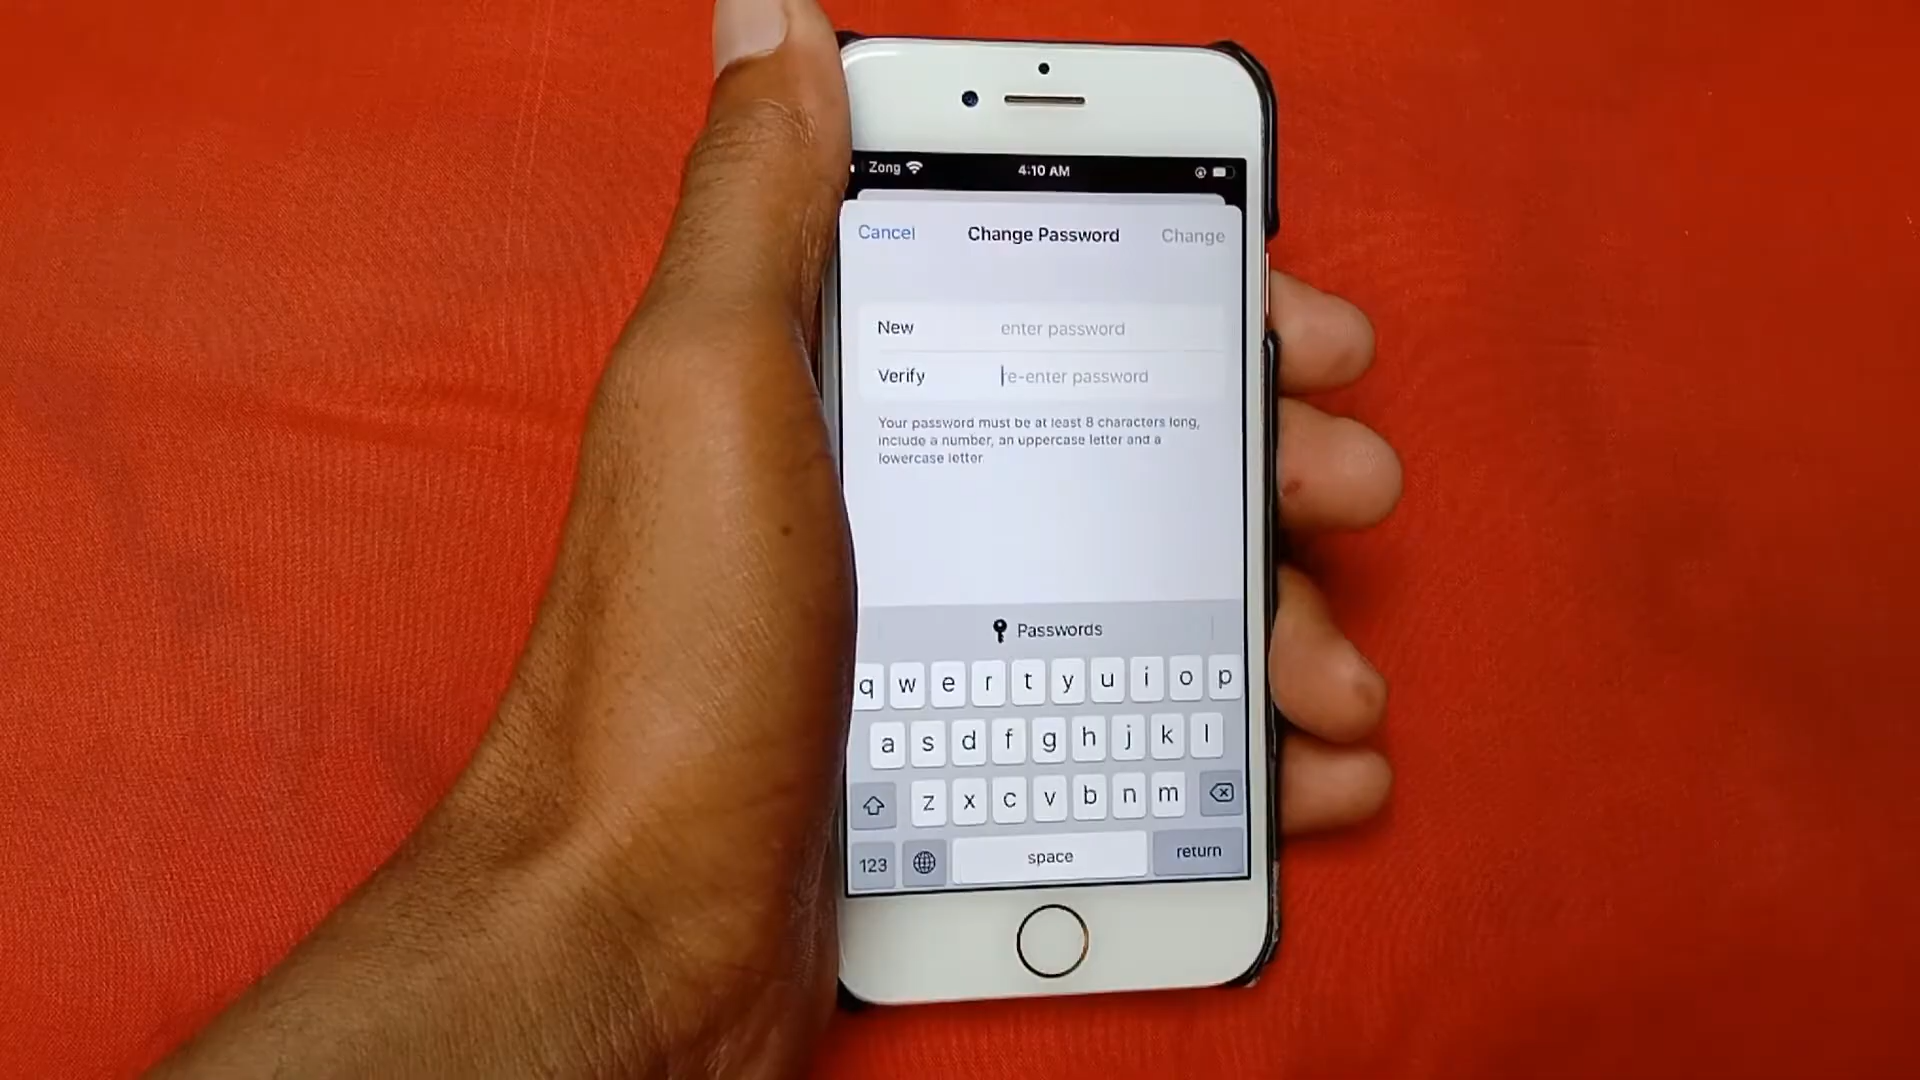 Zong 4:10 AM
Cancel Change Password Change
New enter password
Verify re-enter password
Your password must be at least 8 characters long,
include a number, an uppercase letter and a
lowercase letter.
Passwords
q w e r t y u i o p
a s d f g h j k l
z x c v b n m
123 space return